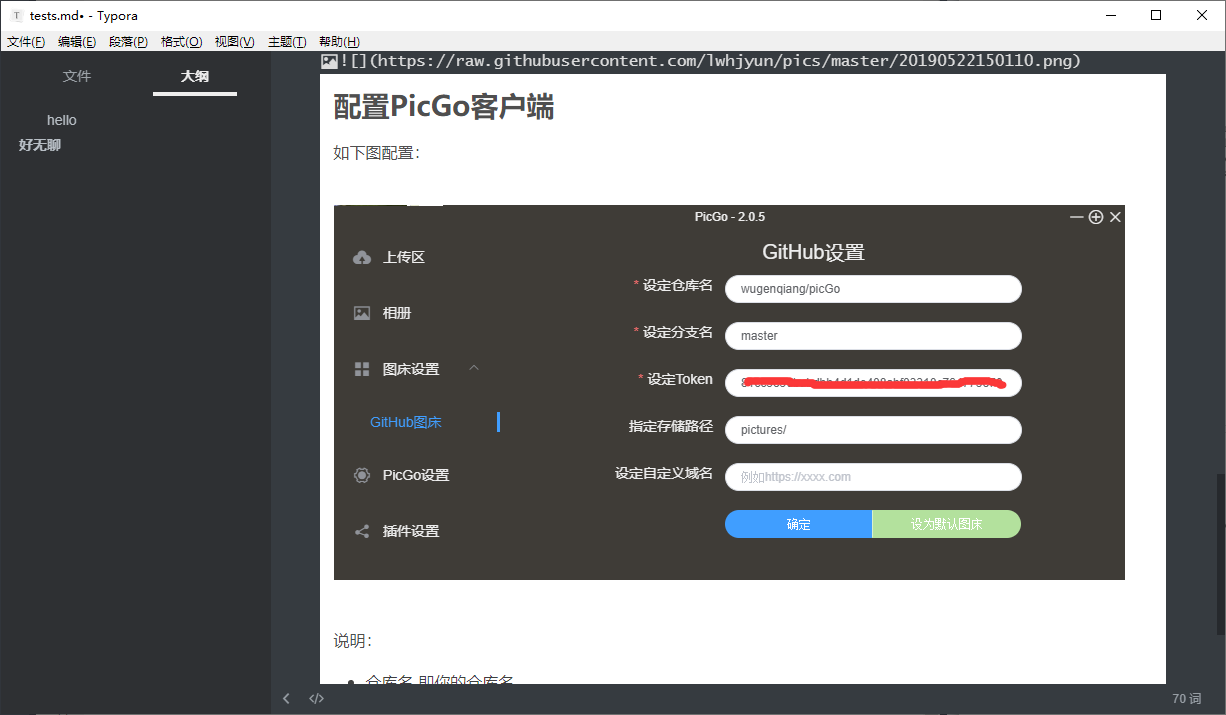 tests.md• - Typora
文件(F) 编辑(E) 段落(P) 格式(O) 视图(V) 主题(T) 帮助(H)
文件 大纲
hello
好无聊
![](https://raw.githubusercontent.com/lwhjyun/pics/master/20190522150110.png)
配置PicGo客户端
如下图配置：
PicGo - 2.0.5
上传区
相册
图床设置
GitHub图床
PicGo设置
插件设置
GitHub设置
* 设定仓库名 wugenqiang/picGo
* 设定分支名 master
* 设定Token
指定存储路径 pictures/
设定自定义域名 例如https://xxxx.com
确定 设为默认图床
说明：
• 仓库名 即你的仓库名
</> 70 词